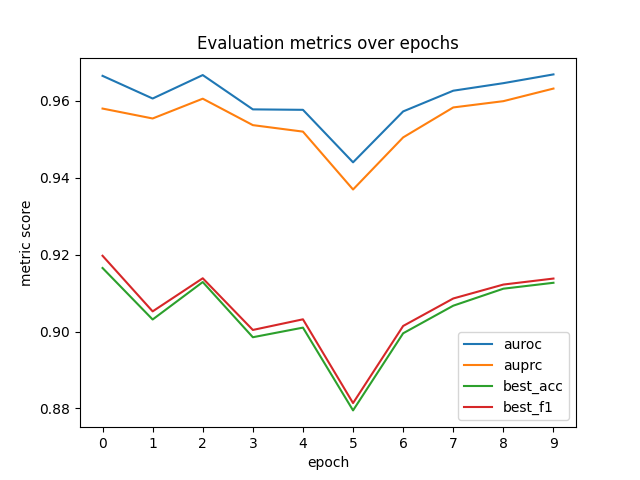 Evaluation metrics over epochs
metric score
0.96
0.94
0.92
0.90
0.88
0 1 2 3 4 5 6 7 8 9
epoch
auroc
auprc
best_acc
best_f1